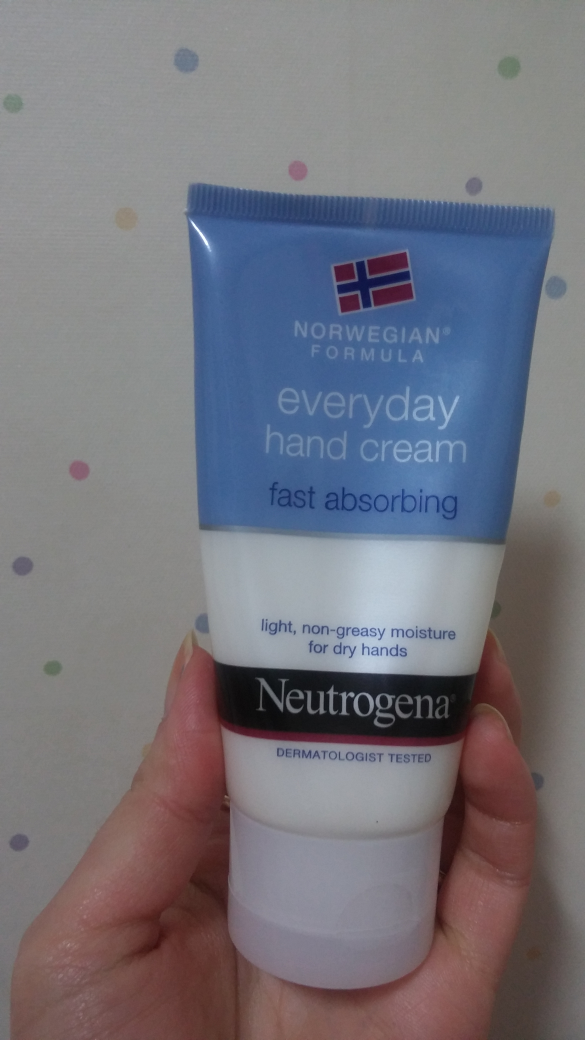 NORWEGIAN®
FORMULA
everyday
hand cream
fast absorbing
light, non-greasy moisture
for dry hands
Neutrogena®
DERMATOLOGIST TESTED